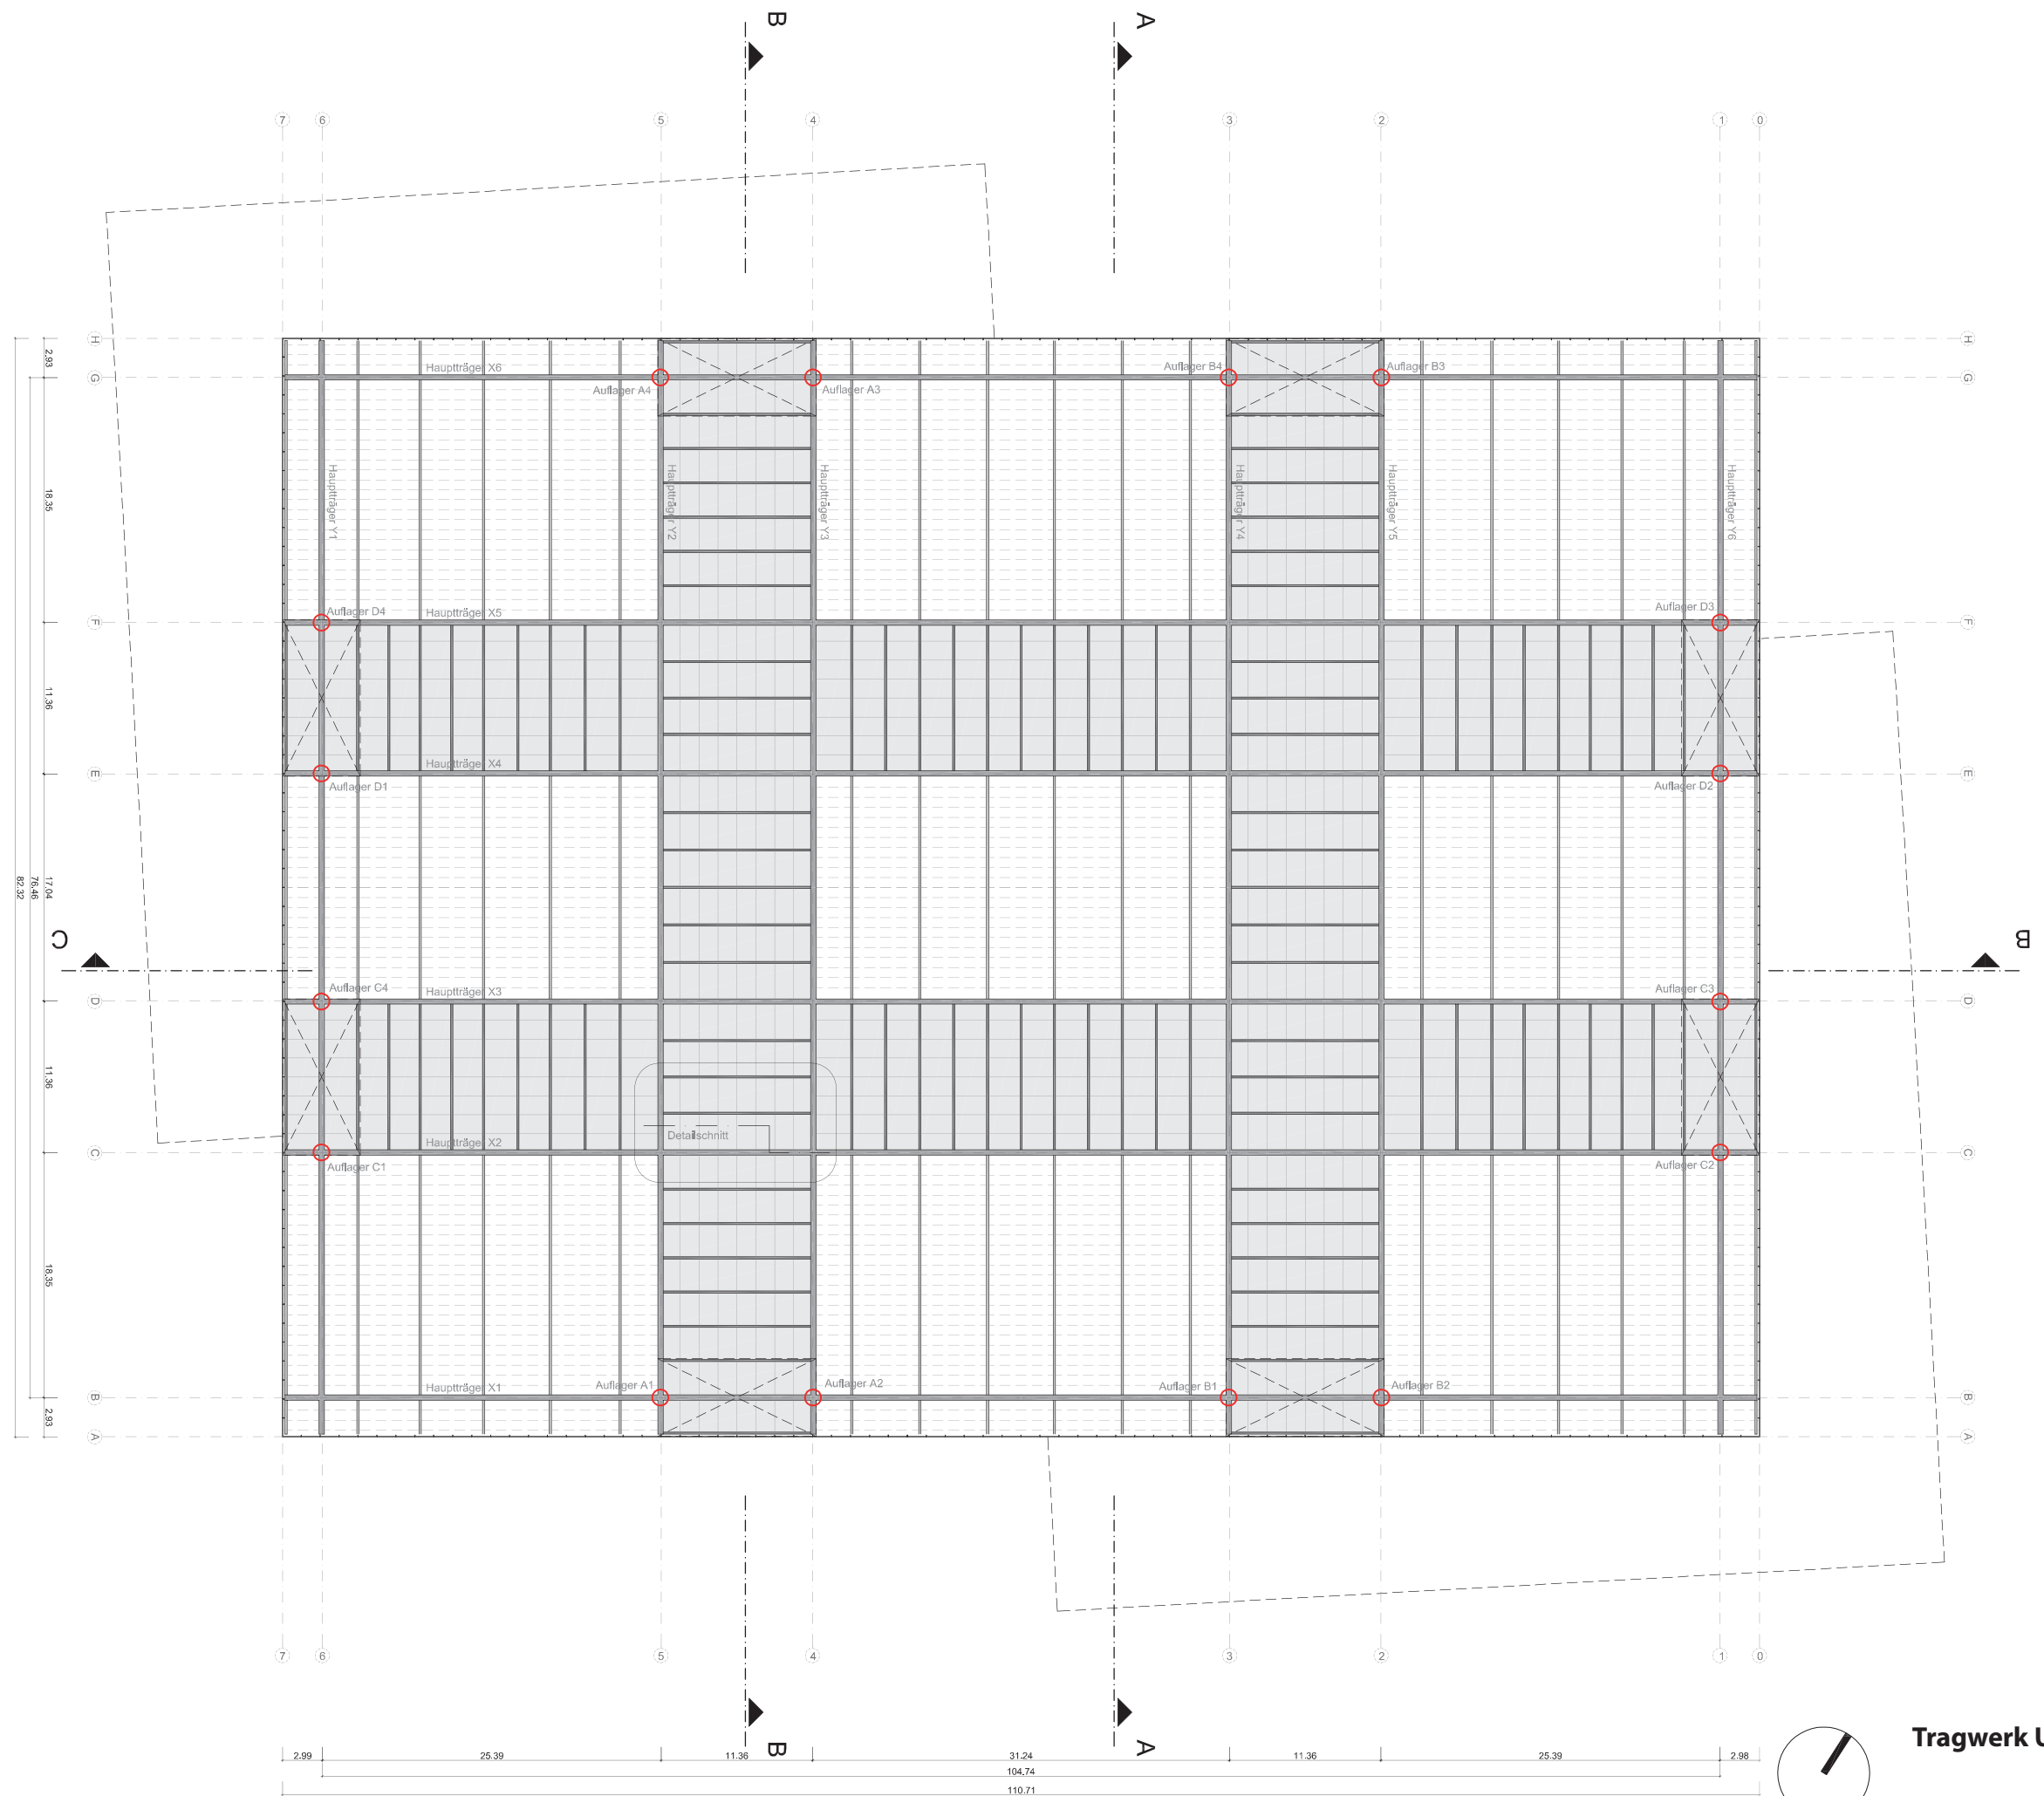 B A
7 6 5 4 3 2 1 0
H H
2.93
G G
Hauptträger X6
Auflager A4 Auflager A3 Auflager B4 Auflager B3
Hauptträger Y1 Hauptträger Y2 Hauptträger Y3 Hauptträger Y4 Hauptträger Y5 Hauptträger Y6
18.35
Auflager D4 Hauptträger X5 Auflager D3
F F
11.36
Hauptträger X4
E E
Auflager D1 Auflager D2
82.32 76.46 17.04
C B
Auflager C4 Hauptträger X3 Auflager C3
D D
11.36
Detailschnitt
Hauptträger X2
C C
Auflager C1 Auflager C2
18.35
Hauptträger X1 Auflager A1 Auflager A2 Auflager B1 Auflager B2
B B
2.93
A A
7 6 5 4 3 2 1 0
B A
Tragwerk U
2.99 25.39 11.36 31.24 11.36 25.39 2.98
104.74
110.71